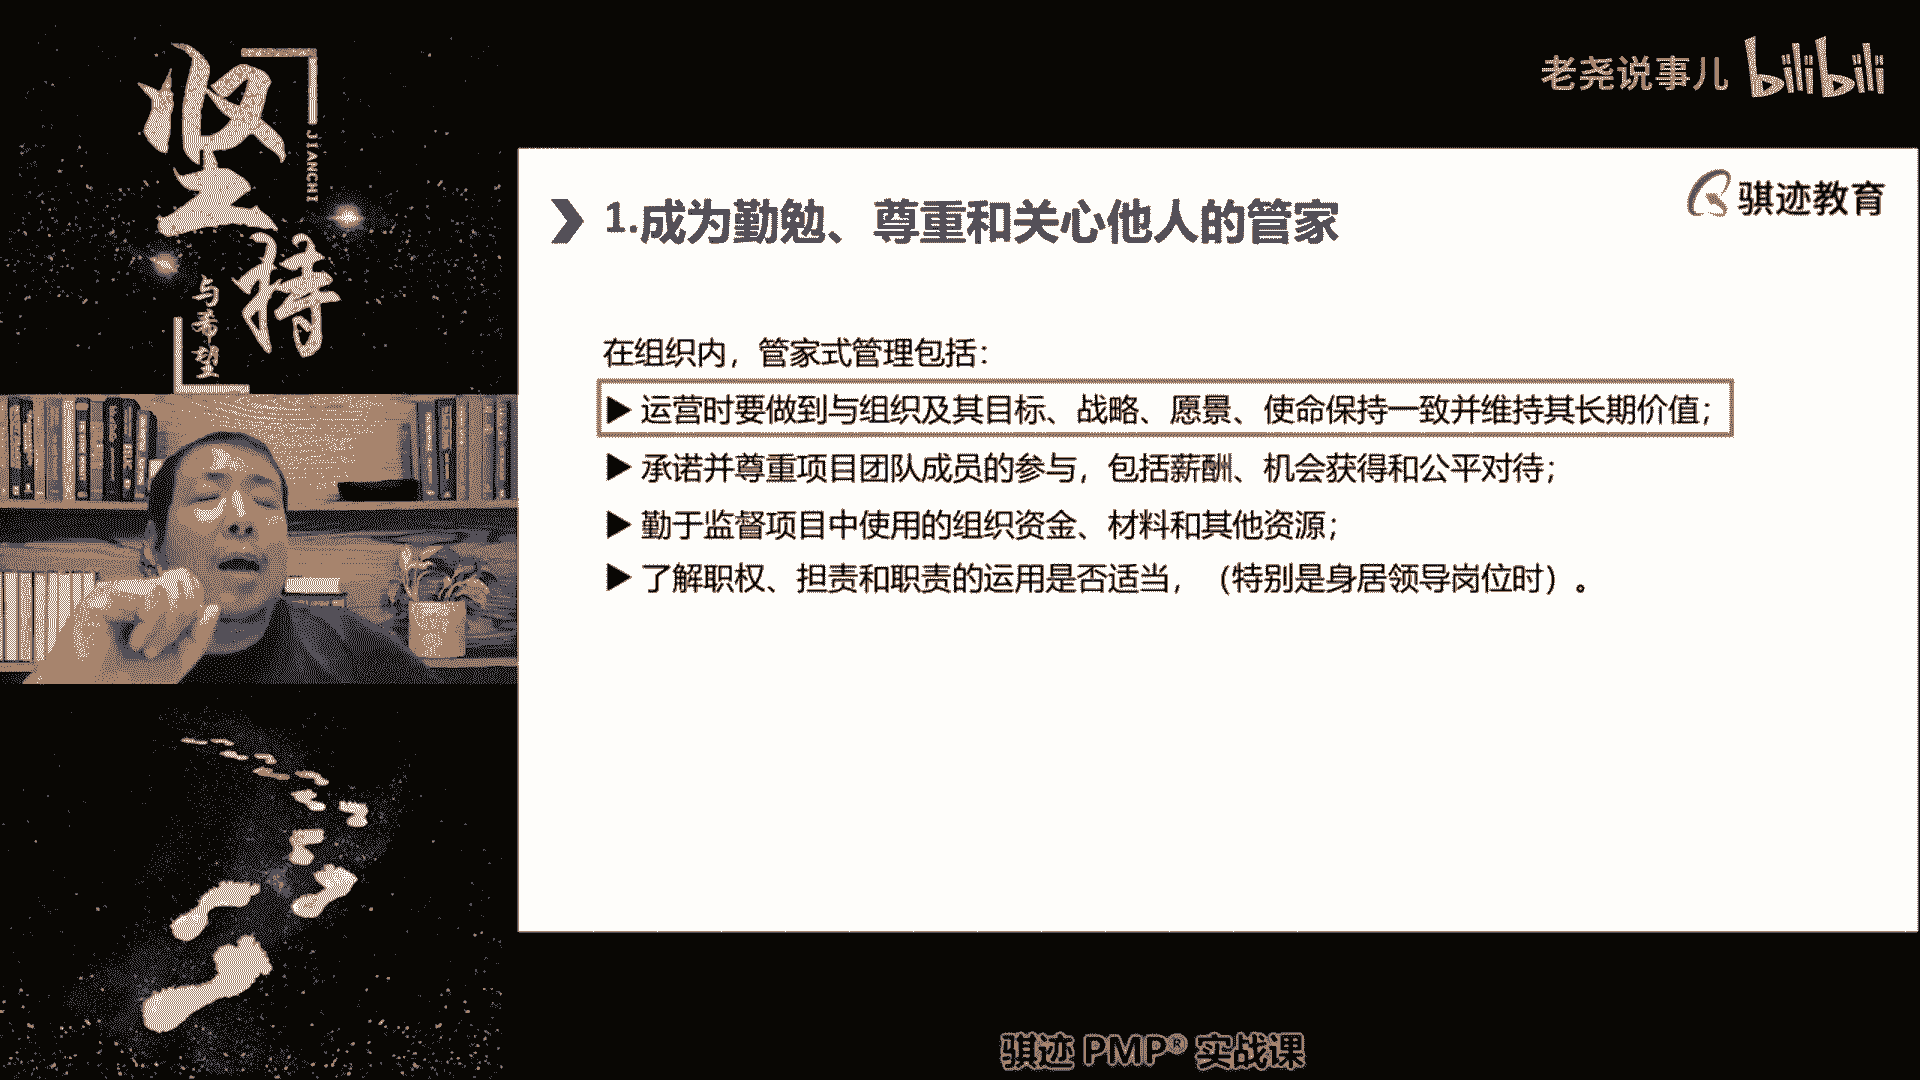 坚
持
JIANCHI
与希望
老尧说事儿 bilibili
骐迹教育
1.成为勤勉、尊重和关心他人的管家
在组织内，管家式管理包括：
▶ 运营时要做到与组织及其目标、战略、愿景、使命保持一致并维持其长期价值；
▶ 承诺并尊重项目团队成员的参与，包括薪酬、机会获得和公平对待；
▶ 勤于监督项目中使用的组织资金、材料和其他资源；
▶ 了解职权、担责和职责的运用是否适当，（特别是身居领导岗位时）。
骐迹 PMP® 实战课